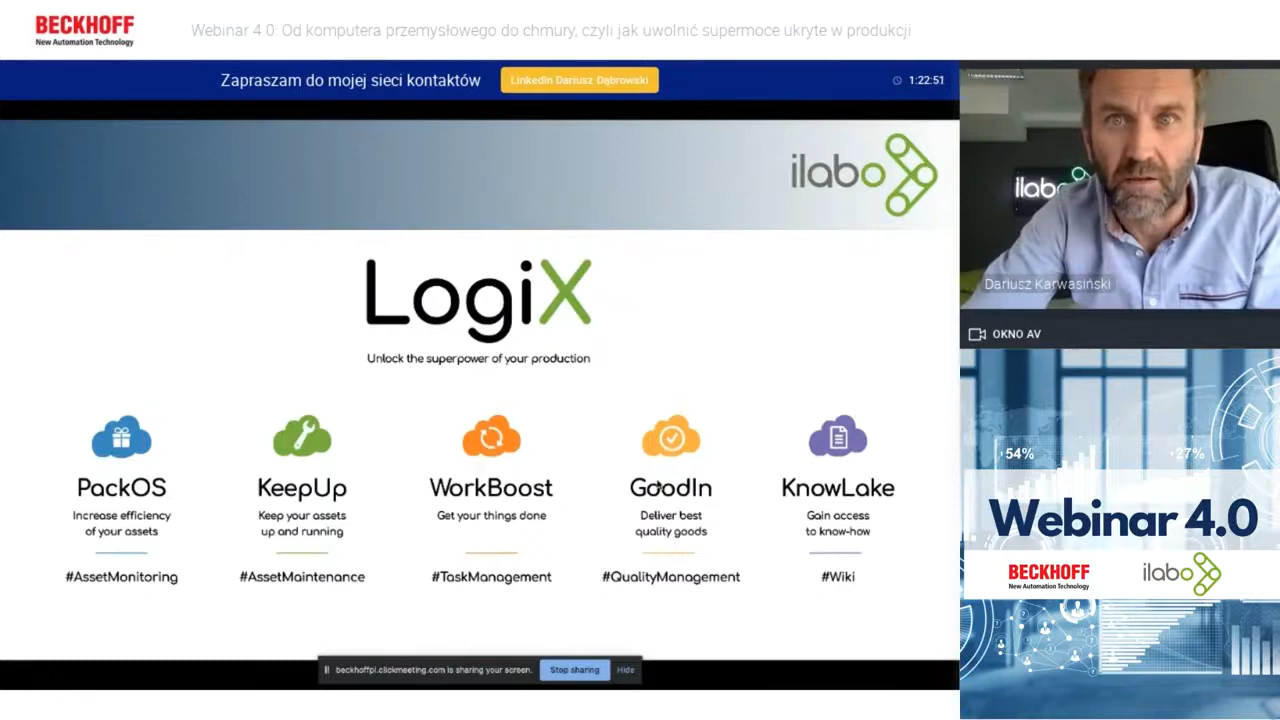 BECKHOFF
New Automation Technology
Webinar 4.0: Od komputera przemysłowego do chmury, czyli jak uwolnić supermoce ukryte w produkcji
Zapraszam do mojej sieci kontaktów
LinkedIn Dariusz Dąbrowski
1:22:51
ilabo
LogiX
Unlock the superpower of your production
PackOS
Increase efficiency
of your assets
#AssetMonitoring
KeepUp
Keep your assets
up and running
#AssetMaintenance
WorkBoost
Get your things done
#TaskManagement
GoodIn
Deliver best
quality goods
#QualityManagement
KnowLake
Gain access
to know-how
#Wiki
beckhoffpl.clickmeeting.com is sharing your screen.
Stop sharing
Hide
ilabo
Dariusz Karwasiński
OKNO AV
54%
27%
Webinar 4.0
BECKHOFF
New Automation Technology
ilabo